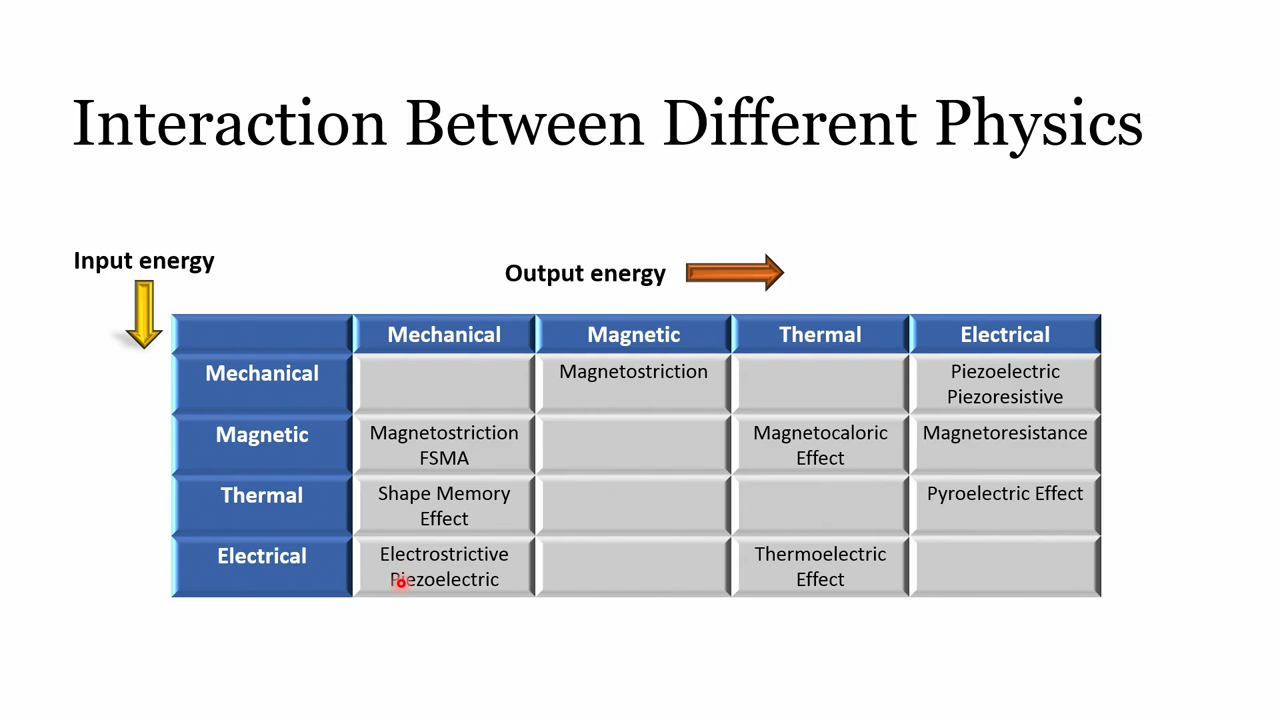 Interaction Between Different Physics
Input energy
Output energy
Mechanical Magnetic Thermal Electrical
Mechanical Magnetostriction Piezoelectric
Piezoresistive
Magnetic Magnetostriction Magnetocaloric Magnetoresistance
FSMA Effect
Thermal Shape Memory Pyroelectric Effect
Effect
Electrical Electrostrictive Thermoelectric
Piezoelectric Effect